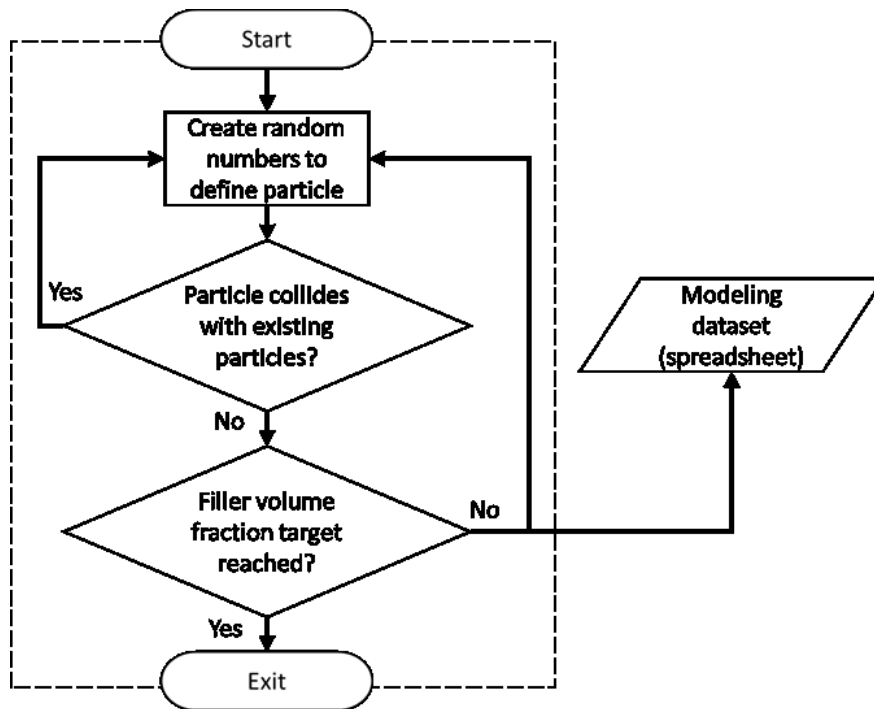 Start
Create random
numbers to
define particle
Yes
Particle collides
with existing
particles?
Modeling
dataset
(spreadsheet)
No
Filler volume
fraction target
reached?
No
Yes
Exit